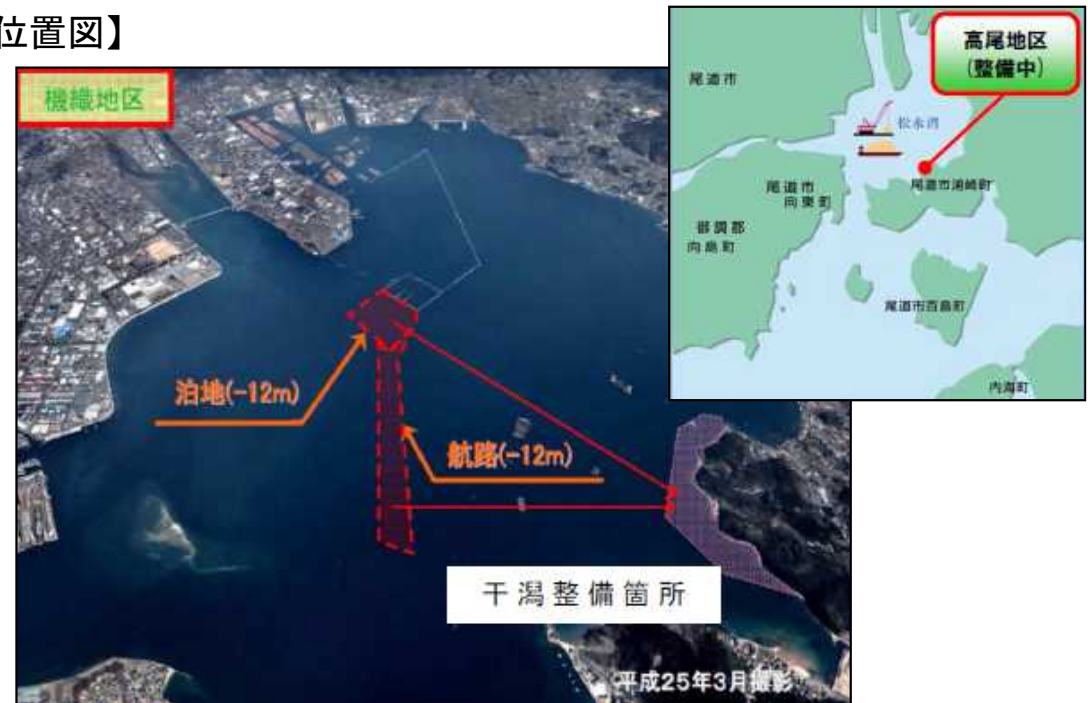 位置図】
機織地区
泊地(-12m)
航路(-12m)
干潟整備箇所
平成25年3月撮影
高尾地区
(整備中)
尾道市
松永湾
尾道市浦崎町
尾道市
向東町
御調郡
向島町
尾道市百島町
内海町